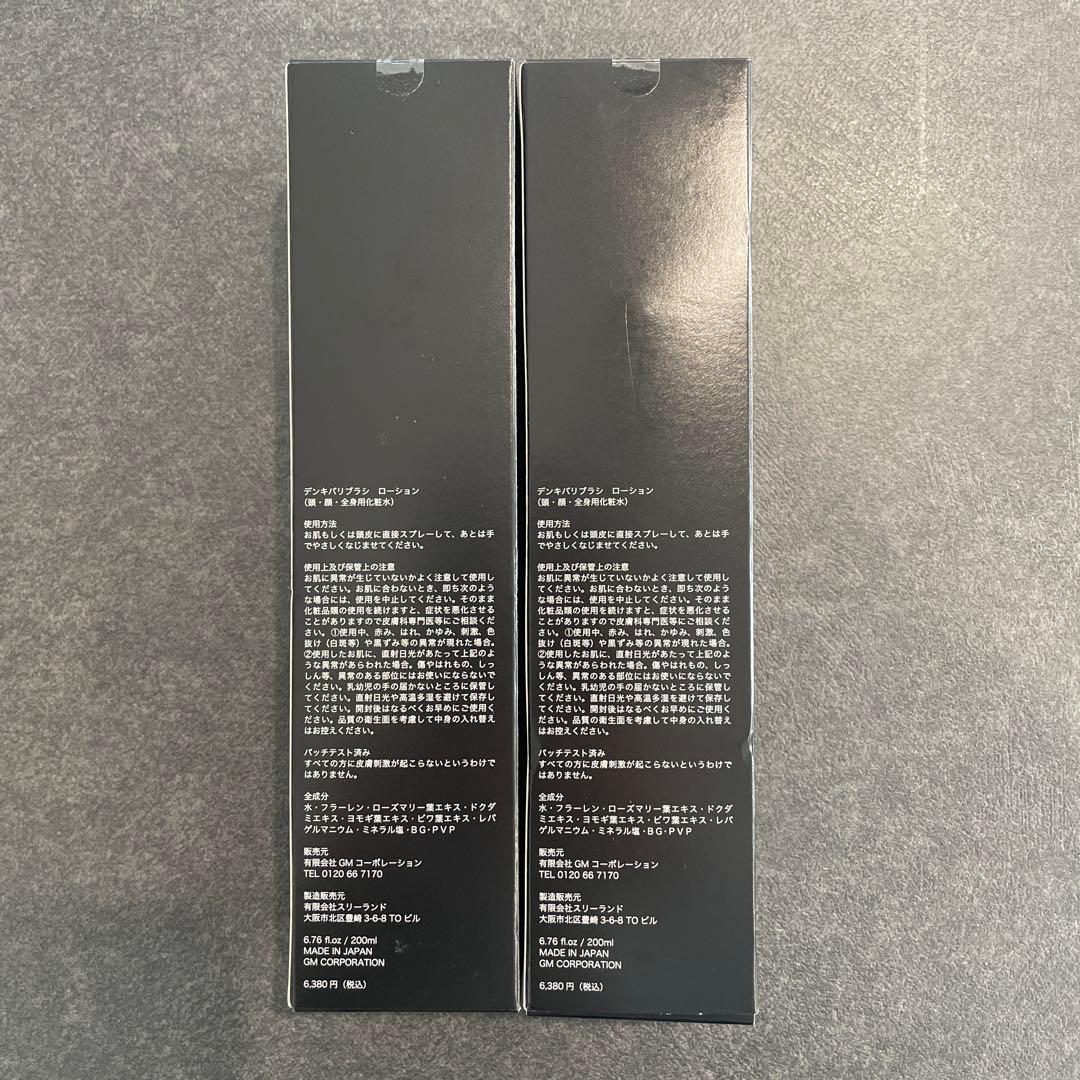 デンキバリブラシ　ローション
（頭・顔・全身用化粧水）
使用方法
お肌もしくは頭皮に直接スプレーして、あとは手
でやさしくなじませてください。
使用上及び保管上の注意
お肌に異常が生じていないかよく注意して使用し
てください。お肌に合わないとき、即ち次のよう
な場合には、使用を中止してください。そのまま
化粧品類の使用を続けますと、症状を悪化させる
ことがありますので皮膚科専門医等にご相談くだ
さい。①使用中、赤み、はれ、かゆみ、刺激、色
抜け（白斑等）や黒ずみ等の異常が現れた場合。
②使用したお肌に、直射日光があたって上記のよ
うな異常があらわれた場合。傷やはれもの、しっ
しん等、異常のある部位にはお使いにならないで
ください。乳幼児の手の届かないところに保管し
てください。直射日光や高温多湿を避けて保存し
てください。開封後はなるべくお早めにご使用く
ださい。品質の衛生面を考慮して中身の入れ替え
はお控えください。
パッチテスト済み
すべての方に皮膚刺激が起こらないというわけで
はありません。
全成分
水・フラーレン・ローズマリー葉エキス・ドクダ
ミエキス・ヨモギ葉エキス・ビワ葉エキス・レパ
ゲルマニウム・ミネラル塩・BG・PVP
販売元
有限会社 GM コーポレーション
TEL 0120 66 7170
製造販売元
有限会社スリーランド
大阪市北区豊崎 3-6-8 TO ビル
6.76 fl.oz / 200ml
MADE IN JAPAN
GM CORPORATION
6,380 円（税込）
デンキバリブラシ　ローション
（頭・顔・全身用化粧水）
使用方法
お肌もしくは頭皮に直接スプレーして、あとは手
でやさしくなじませてください。
使用上及び保管上の注意
お肌に異常が生じていないかよく注意して使用し
てください。お肌に合わないとき、即ち次のよう
な場合には、使用を中止してください。そのまま
化粧品類の使用を続けますと、症状を悪化させる
ことがありますので皮膚科専門医等にご相談くだ
さい。①使用中、赤み、はれ、かゆみ、刺激、色
抜け（白斑等）や黒ずみ等の異常が現れた場合。
②使用したお肌に、直射日光があたって上記のよ
うな異常があらわれた場合。傷やはれもの、しっ
しん等、異常のある部位にはお使いにならないで
ください。乳幼児の手の届かないところに保管し
てください。直射日光や高温多湿を避けて保存し
てください。開封後はなるべくお早めにご使用く
ださい。品質の衛生面を考慮して中身の入れ替え
はお控えください。
パッチテスト済み
すべての方に皮膚刺激が起こらないというわけで
はありません。
全成分
水・フラーレン・ローズマリー葉エキス・ドクダ
ミエキス・ヨモギ葉エキス・ビワ葉エキス・レパ
ゲルマニウム・ミネラル塩・BG・PVP
販売元
有限会社 GM コーポレーション
TEL 0120 66 7170
製造販売元
有限会社スリーランド
大阪市北区豊崎 3-6-8 TO ビル
6.76 fl.oz / 200ml
MADE IN JAPAN
GM CORPORATION
6,380 円（税込）